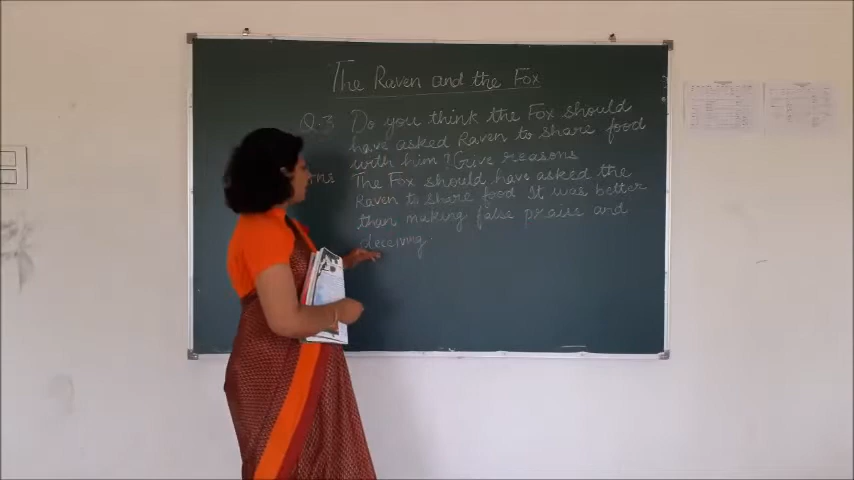 The Raven and the Fox
Q.3 Do you think the Fox should
have asked Raven to share food
with him? Give reasons
Ans The Fox should have asked the
Raven to share food It was better
than making false praise and
deceiving.